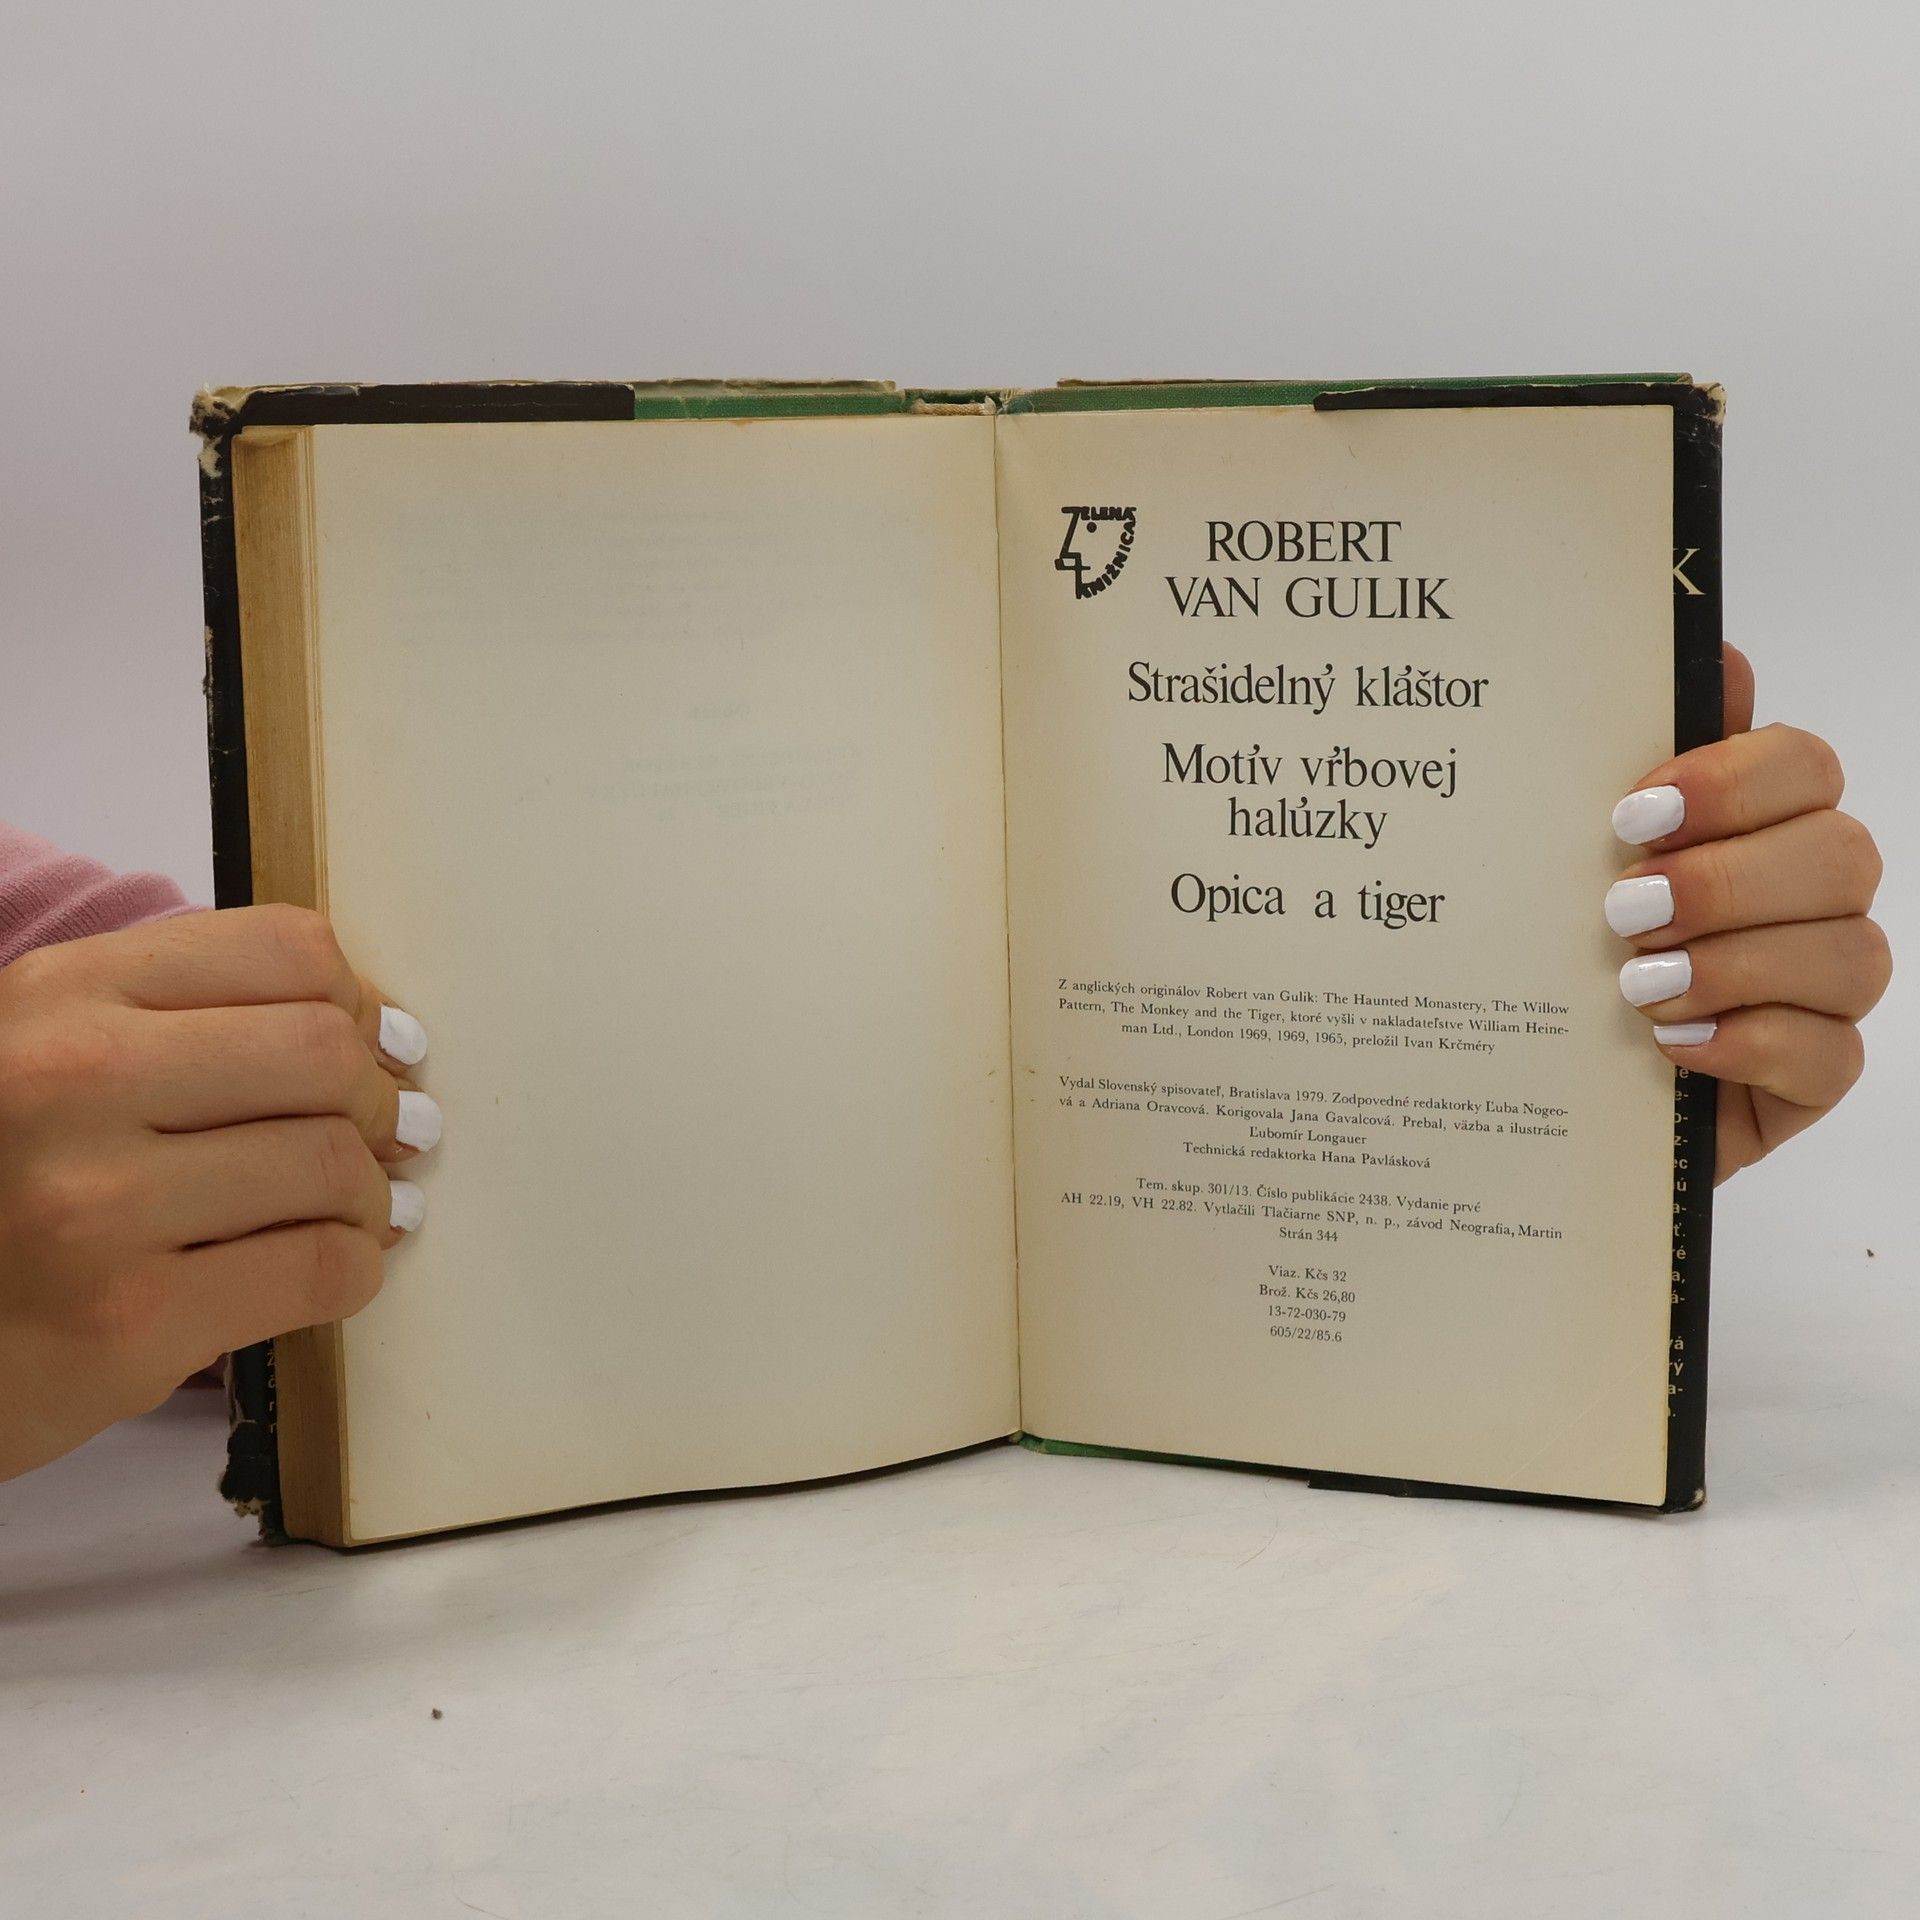 ZELENÁ
KNIŽNICA
ROBERT
VAN GULIK
Strašidelný kláštor
Motív vŕbovej
halúzky
Opica a tiger
Z anglických originálov Robert van Gulik: The Haunted Monastery, The Willow
Pattern, The Monkey and the Tiger, ktoré vyšli v nakladateľstve William Heine-
man Ltd., London 1969, 1969, 1965, preložil Ivan Krčméry
Vydal Slovenský spisovateľ, Bratislava 1979. Zodpovedné redaktorky Ľuba Nogeo-
vá a Adriana Oravcová. Korigovala Jana Gavalcová. Prebal, väzba a ilustrácie
Ľubomír Longauer
Technická redaktorka Hana Pavlásková
Tem. skup. 301/13. Číslo publikácie 2438. Vydanie prvé
AH 22.19, VH 22.82. Vytlačili Tlačiarne SNP, n. p., závod Neografia, Martin
Strán 344
Viaz. Kčs 32
Brož. Kčs 26,80
13-72-030-79
605/22/85.6